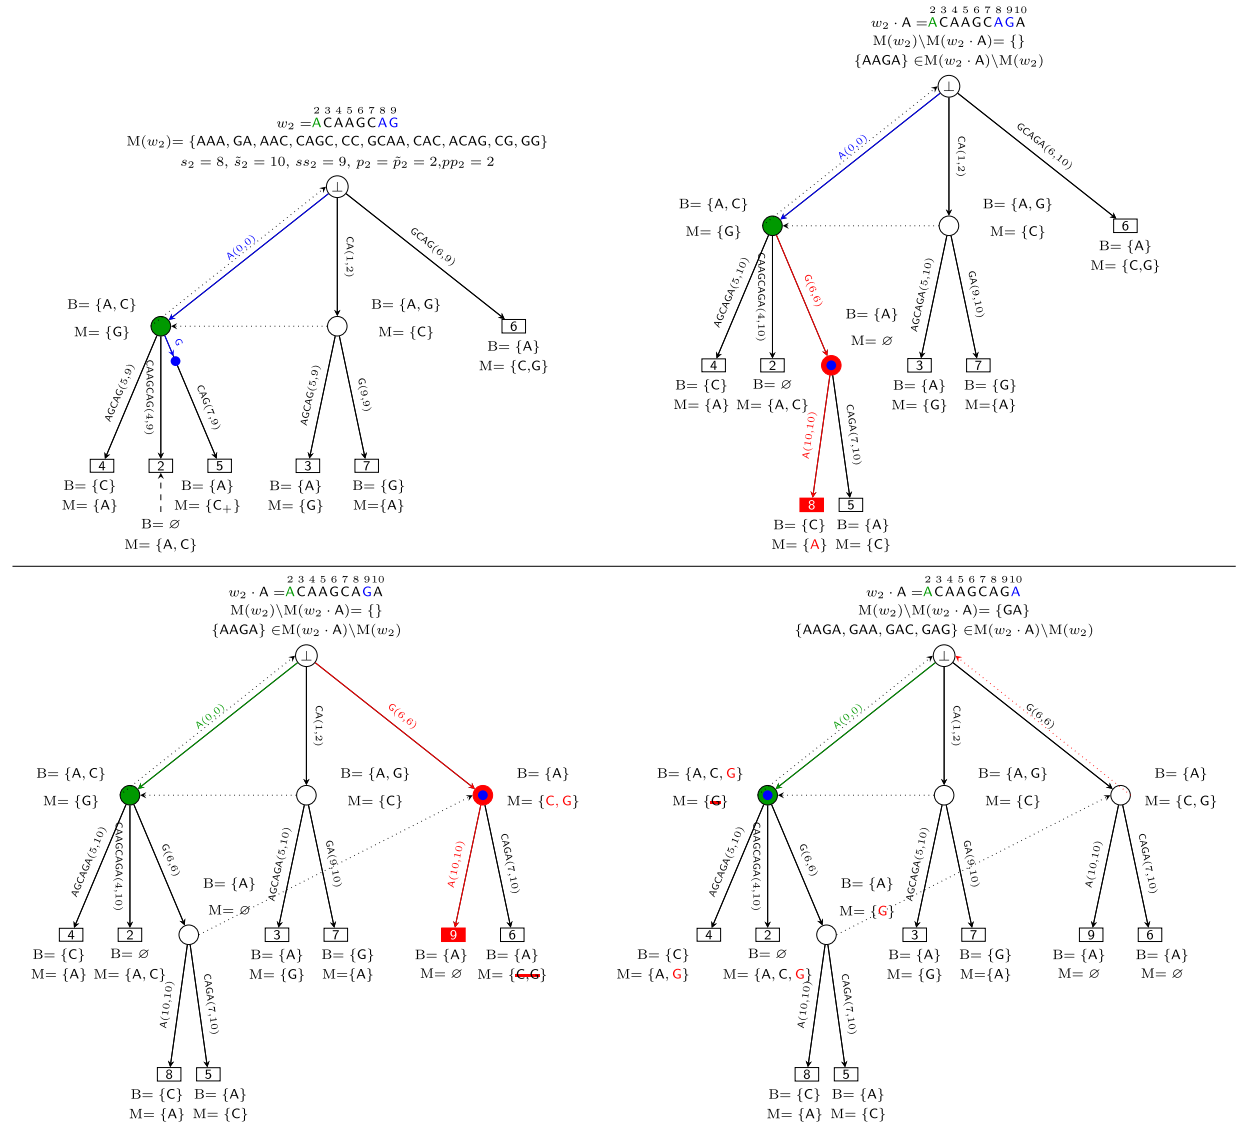 2 3 4 5 6 7 8 9
w₂ =ACAAGCAG
M(w₂)= {AAA, GA, AAC, CAGC, CC, GCAA, CAC, ACAG, CG, GG}
s₂ = 8, s̃₂ = 10, ss₂ = 9, p₂ = p̃₂ = 2,pp₂ = 2
⊥
A(0,0)
CA(1,2)
GCAG(6,9)
B= {A, C}
M= {G}
B= {A, G}
M= {C}
6
B= {A}
M= {C,G}
G
AGCAG(5,9)
CAAGCAG(4,9)
CAG(7,9)
AGCAG(5,9)
G(9,9)
4
2
5
3
7
B= {C}
M= {A}
B= {A}
M= {C₊}
B= {A}
M= {G}
B= {G}
M={A}
B= ∅
M= {A, C}
2 3 4 5 6 7 8 9 10
w₂ · A =ACAAGCAGA
M(w₂)\M(w₂ · A)= {}
{AAGA} ∈M(w₂ · A)\M(w₂)
⊥
A(0,0)
CA(1,2)
GCAGA(6,10)
B= {A, C}
M= {G}
B= {A, G}
M= {C}
6
B= {A}
M= {C,G}
AGCAGA(5,10)
CAAGCAGA(4,10)
G(6,6)
AGCAGA(5,10)
GA(9,10)
B= {A}
M= ∅
4
2
3
7
B= {C}
M= {A}
B= ∅
M= {A, C}
B= {A}
M= {G}
B= {G}
M={A}
A(10,10)
CAGA(7,10)
8
5
B= {C}
M= {A}
B= {A}
M= {C}
2 3 4 5 6 7 8 9 10
w₂ · A =ACAAGCAGA
M(w₂)\M(w₂ · A)= {}
{AAGA} ∈M(w₂ · A)\M(w₂)
⊥
A(0,0)
CA(1,2)
G(6,6)
B= {A, C}
M= {G}
B= {A, G}
M= {C}
B= {A}
M= {C, G}
AGCAGA(5,10)
CAAGCAGA(4,10)
G(6,6)
AGCAGA(5,10)
GA(9,10)
A(10,10)
CAGA(7,10)
B= {A}
M= ∅
4
2
3
7
9
6
B= {C}
M= {A}
B= ∅
M= {A, C}
B= {A}
M= {G}
B= {G}
M={A}
B= {A}
M= ∅
B= {A}
M= {C,G}
A(10,10)
CAGA(7,10)
8
5
B= {C}
M= {A}
B= {A}
M= {C}
2 3 4 5 6 7 8 9 10
w₂ · A =ACAAGCAGA
M(w₂)\M(w₂ · A)= {GA}
{AAGA, GAA, GAC, GAG} ∈M(w₂ · A)\M(w₂)
⊥
A(0,0)
CA(1,2)
G(6,6)
B= {A, C, G}
M= {G}
B= {A, G}
M= {C}
B= {A}
M= {C, G}
AGCAGA(5,10)
CAAGCAGA(4,10)
G(6,6)
AGCAGA(5,10)
GA(9,10)
A(10,10)
CAGA(7,10)
B= {A}
M= {G}
4
2
3
7
9
6
B= {C}
M= {A, G}
B= ∅
M= {A, C, G}
B= {A}
M= {G}
B= {G}
M={A}
B= {A}
M= ∅
B= {A}
M= ∅
A(10,10)
CAGA(7,10)
8
5
B= {C}
M= {A}
B= {A}
M= {C}